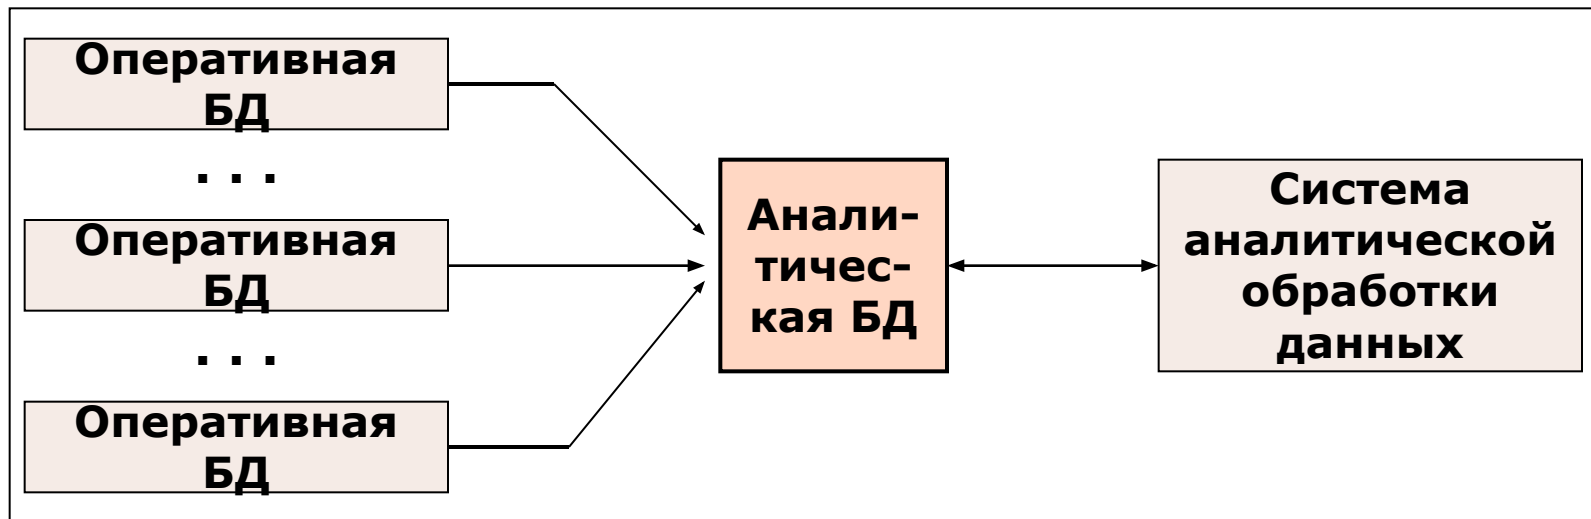 Оперативная
БД
. . .
Оперативная
БД
. . .
Оперативная
БД
Анали-
тичес-
кая БД
Система
аналитической
обработки
данных